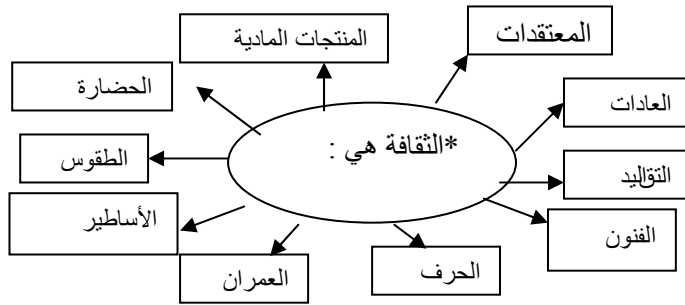 المعتقدات
المنتجات المادية
الحضارة
العادات
*الثقافة هي :
الطقوس
التقاليد
الأساطير
الفنون
الحرف
العمران